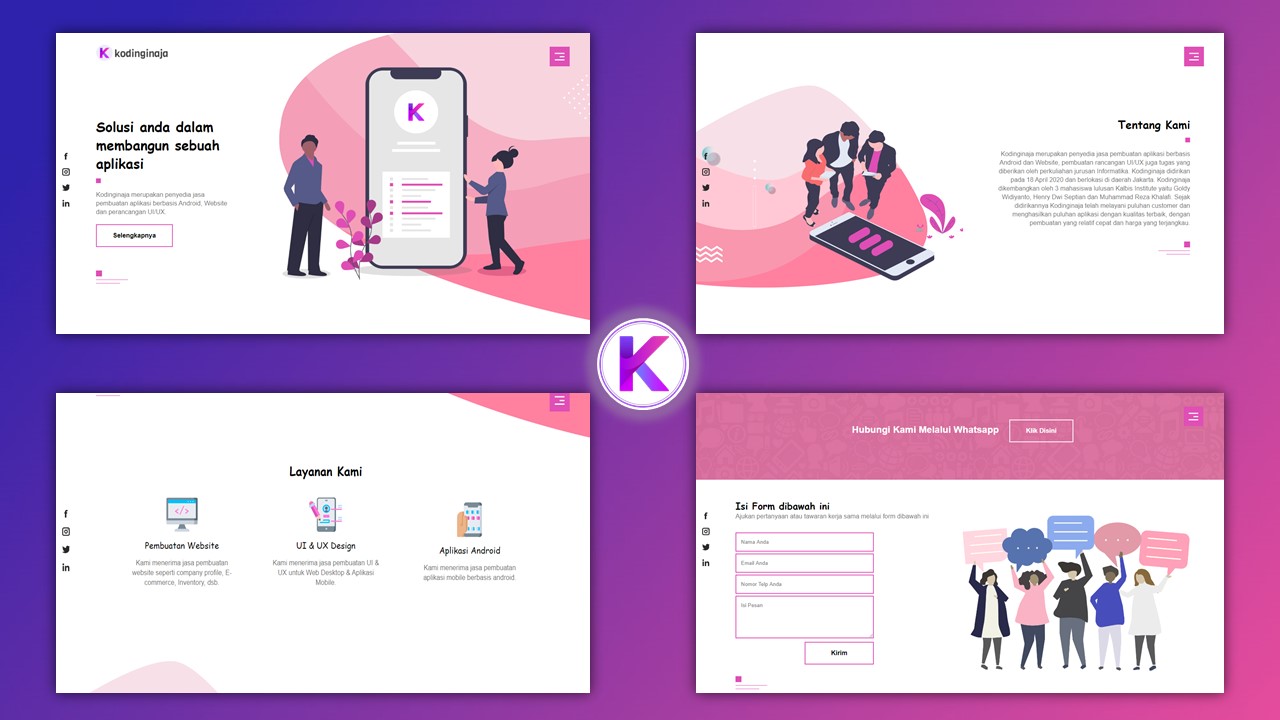 kodinginaja
Solusi anda dalam
membangun sebuah
aplikasi
Kodinginaja merupakan penyedia jasa
pembuatan aplikasi berbasis Android, Website
dan perancangan UI/UX.
Selengkapnya
K
Tentang Kami
Kodinginaja merupakan penyedia jasa pembuatan aplikasi berbasis
Android dan Website, pembuatan rancangan UI/UX juga tugas yang
diberikan oleh perkuliahan jurusan Informatika. Kodinginaja didirikan
pada 18 April 2020 dan berlokasi di daerah Jakarta. Kodinginaja
dikembangkan oleh 3 mahasiswa lulusan Kalbis Institute yaitu Goldy
Widiyanto, Henry Dwi Septian dan Muhammad Reza Khalafi. Sejak
didirikannya Kodinginaja telah melayani puluhan customer dan
menghasilkan puluhan aplikasi dengan kualitas terbaik, dengan
pembuatan yang relatif cepat dan harga yang terjangkau.
K
Layanan Kami
Pembuatan Website
Kami menerima jasa pembuatan
website seperti company profile, E-
commerce, Inventory, dsb.
UI & UX Design
Kami menerima jasa pembuatan UI &
UX untuk Web Desktop & Aplikasi
Mobile.
Aplikasi Android
Kami menerima jasa pembuatan
aplikasi mobile berbasis android.
Hubungi Kami Melalui Whatsapp
Klik Disini
Isi Form dibawah ini
Ajukan pertanyaan atau tawaran kerja sama melalui form dibawah ini
Nama Anda
Email Anda
Nomor Telp Anda
Isi Pesan
Kirim